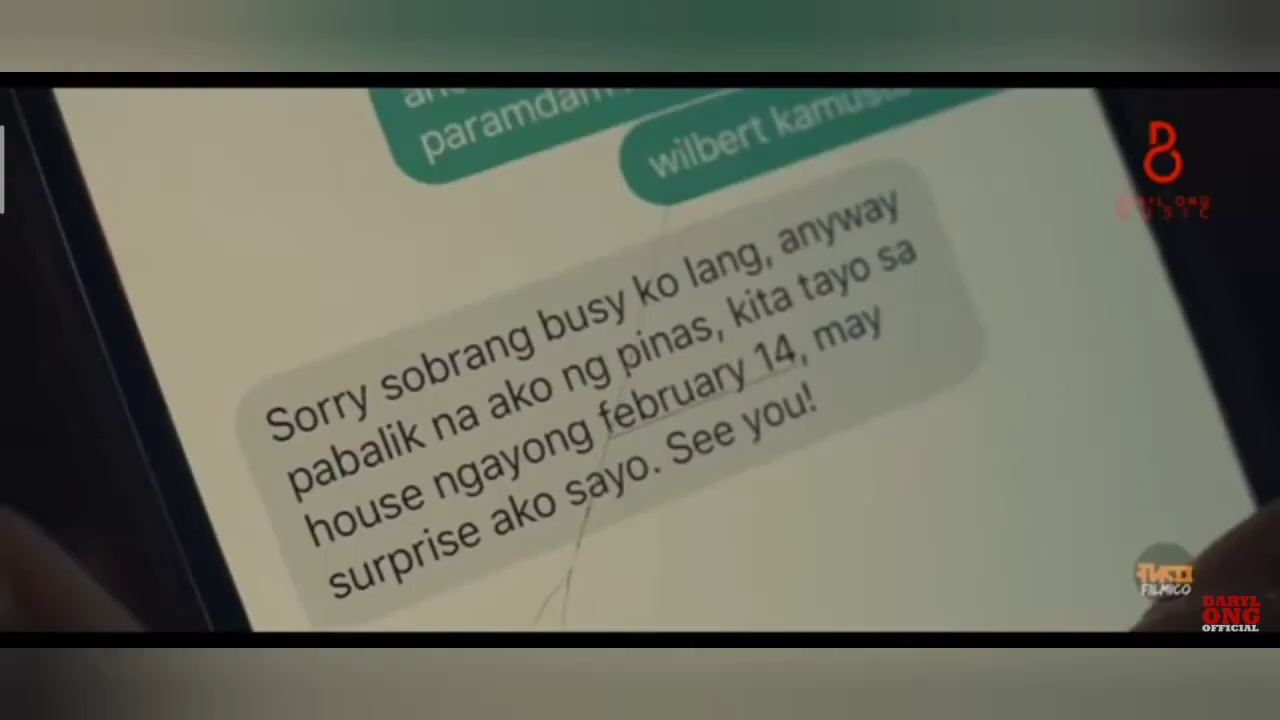 paramdam
wilbert
Sorry sobrang busy ko lang, anyway
pabalik na ako ng pinas, kita tayo sa
house ngayong february 14, may
surprise ako sayo. See you!
MUSIC
FILMICO
DARYL
ONG
OFFICIAL